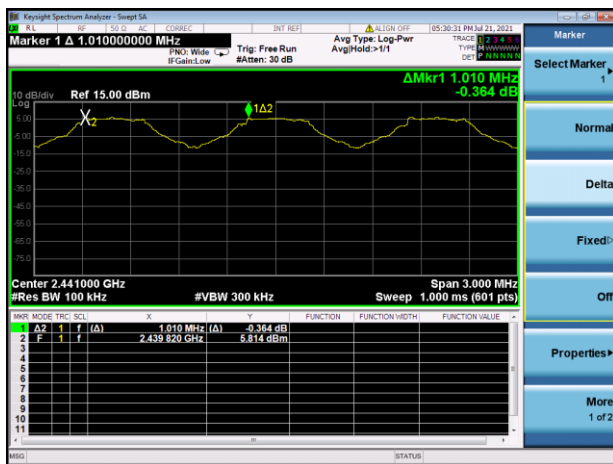 Keysight Spectrum Analyzer - Swept SA
RL RF 50 Ω AC CORREC INT REF ALIGN OFF 05:30:31 PM Jul 21, 2021
Marker 1 Δ 1.010000000 MHz
PNO: Wide
IFGain:Low
Trig: Free Run
#Atten: 30 dB
Avg Type: Log-Pwr
Avg|Hold:>1/1
TRACE 1 2 3 4 5 6
TYPE MWWWWW
DET P N N N N N
ΔMkr1 1.010 MHz
-0.364 dB
10 dB/div Ref 15.00 dBm
Log
5.00
-5.00
-15.0
-25.0
-35.0
-45.0
-55.0
-65.0
-75.0
X2
1Δ2
Center 2.441000 GHz Span 3.000 MHz
#Res BW 100 kHz #VBW 300 kHz Sweep 1.000 ms (601 pts)
MKR MODE TRC SCL X Y FUNCTION FUNCTION WIDTH FUNCTION VALUE
1 Δ2 1 f (Δ) 1.010 MHz (Δ) -0.364 dB
2 F 1 f 2.439 820 GHz 5.814 dBm
3
4
5
6
7
8
9
10
11
MSG STATUS
Marker
Select Marker
1
Normal
Delta
Fixed
Off
Properties
More
1 of 2